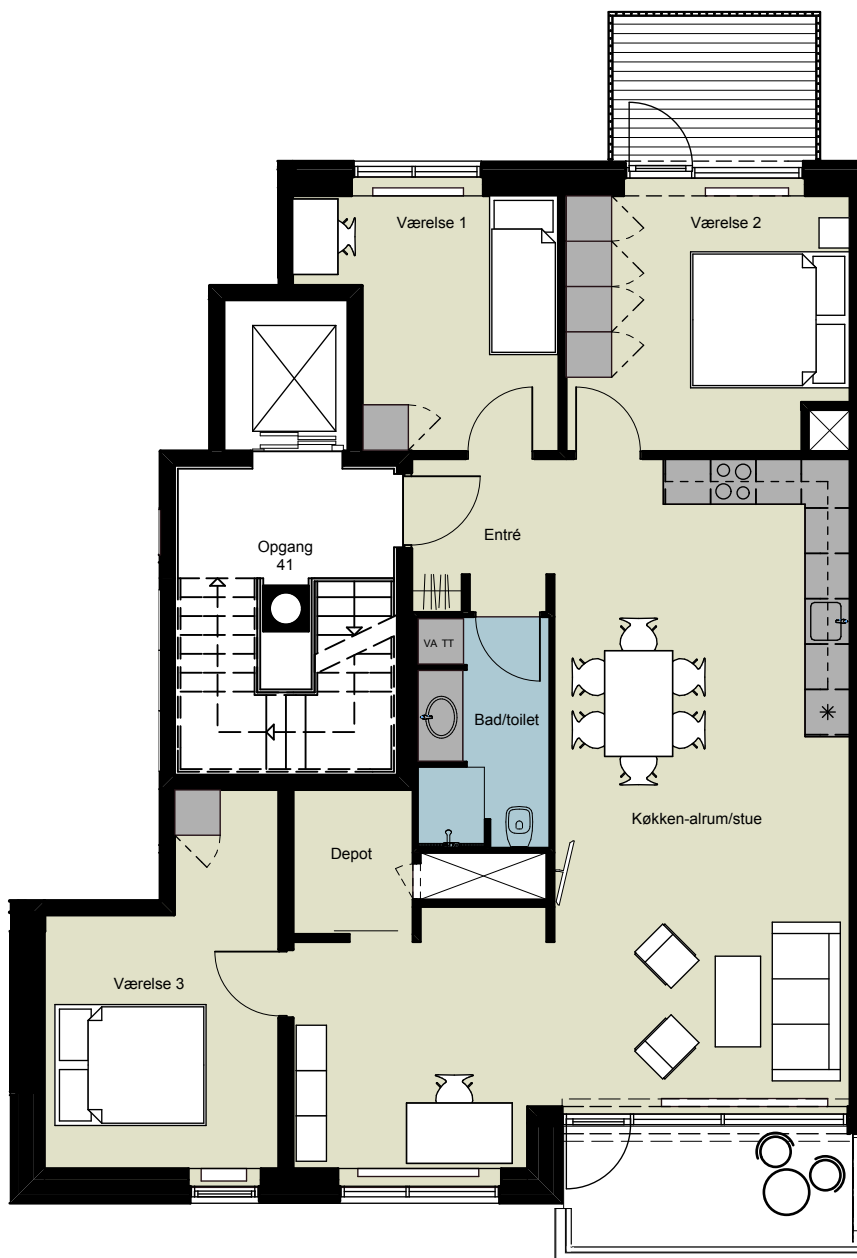 Værelse 1
Værelse 2
Entré
Opgang
41
VA TT
Bad/toilet
Køkken-alrum/stue
Depot
Værelse 3